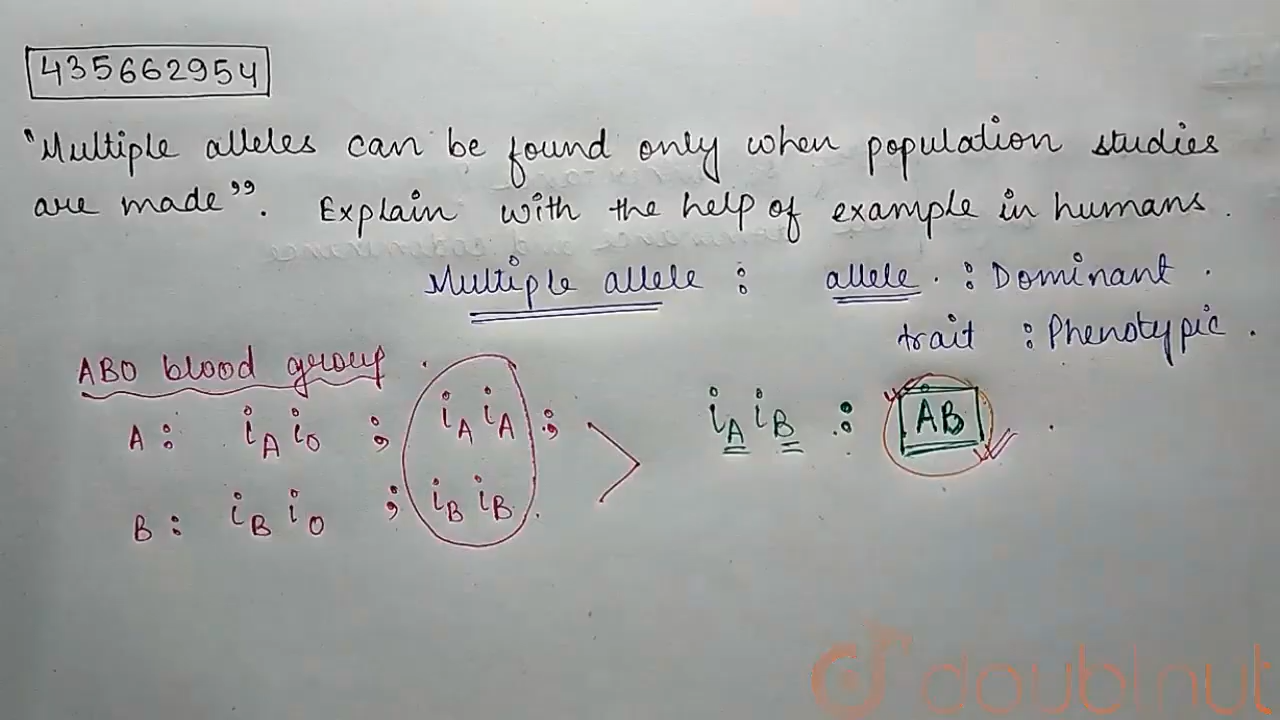 435662954
"Multiple alleles can be found only when population studies
are made". Explain with the help of example in humans.
Multiple allele : allele. : Dominant.
trait : Phenotypic.
ABO blood group.
A : iA iO ; iA iA ; iA iB : AB.
B : iB iO ; iB iB.
doubtnut